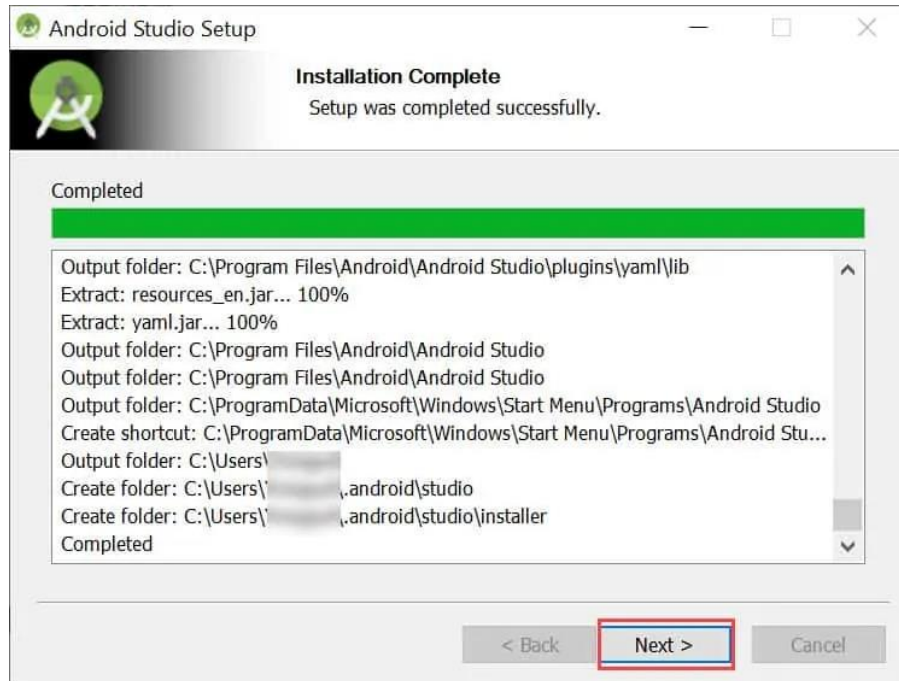 Android Studio Setup
Installation Complete
Setup was completed successfully.
Completed
Output folder: C:\Program Files\Android\Android Studio\plugins\yaml\lib
Extract: resources_en.jar... 100%
Extract: yaml.jar... 100%
Output folder: C:\Program Files\Android\Android Studio
Output folder: C:\Program Files\Android\Android Studio
Output folder: C:\ProgramData\Microsoft\Windows\Start Menu\Programs\Android Studio
Create shortcut: C:\ProgramData\Microsoft\Windows\Start Menu\Programs\Android Stu...
Output folder: C:\Users\
Create folder: C:\Users\ \.android\studio
Create folder: C:\Users\ \.android\studio\installer
Completed
< Back Next > Cancel